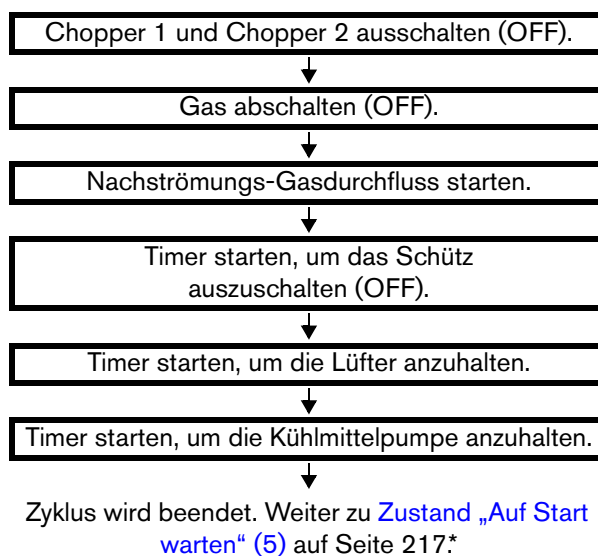 Chopper 1 und Chopper 2 ausschalten (OFF).
Gas abschalten (OFF).
Nachströmungs-Gasdurchfluss starten.
Timer starten, um das Schütz
auszuschalten (OFF).
Timer starten, um die Lüfter anzuhalten.
Timer starten, um die Kühlmittelpumpe anzuhalten.
Zyklus wird beendet. Weiter zu Zustand „Auf Start
warten“ (5) auf Seite 217.*